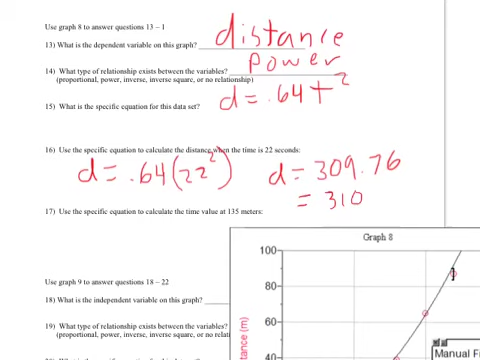 Use graph 8 to answer questions 13 – 1
13) What is the dependent variable on this graph? distance
14) What type of relationship exists between the variables? power
(proportional, power, inverse, inverse square, or no relationship)
15) What is the specific equation for this data set? d = .64t²
16) Use the specific equation to calculate the distance when the time is 22 seconds:
d = .64(22²) d = 309.76
= 310
17) Use the specific equation to calculate the time value at 135 meters:
Graph 8
100
80
60
40
Use graph 9 to answer questions 18 – 22
18) What is the independent variable on this graph?
19) What type of relationship exists between the variables?
(proportional, power, inverse, inverse square, or no rela
Manual Fi